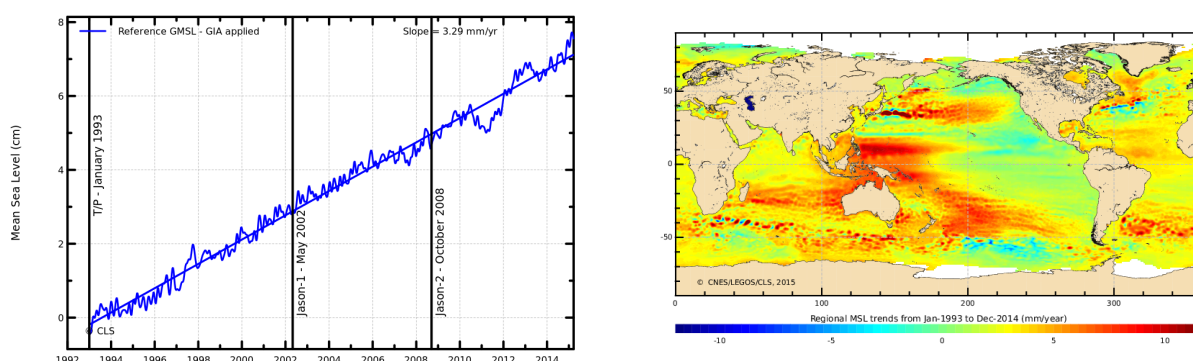 8
6
4
2
0
Mean Sea Level (cm)
Reference GMSL - GIA applied
Slope = 3.29 mm/yr
T/P - January 1993
Jason-1 - May 2002
Jason-2 - October 2008
© CLS
1992 1994 1996 1998 2000 2002 2004 2006 2008 2010 2012 2014
50
0
-50
© CNES/LEGOS/CLS, 2015
0 100 200 300
Regional MSL trends from Jan-1993 to Dec-2014 (mm/year)
-10 -5 0 5 10